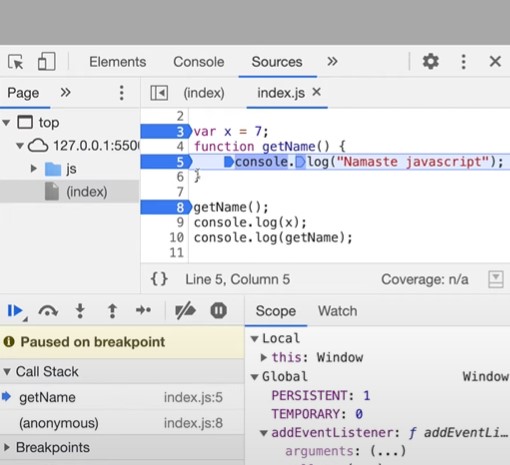 Elements Console Sources »
Page »
(index) index.js ×
top
127.0.0.1:550
js
(index)
2
3 var x = 7;
4 function getName() {
5 console.log("Namaste javascript");
6 }
7
8 getName();
9 console.log(x);
10 console.log(getName);
11
{} Line 5, Column 5 Coverage: n/a
Scope Watch
Paused on breakpoint
Call Stack
getName index.js:5
(anonymous) index.js:8
Breakpoints
Local
this: Window
Global Window
PERSISTENT: 1
TEMPORARY: 0
addEventListener: ƒ addEventLi…
arguments: (...)